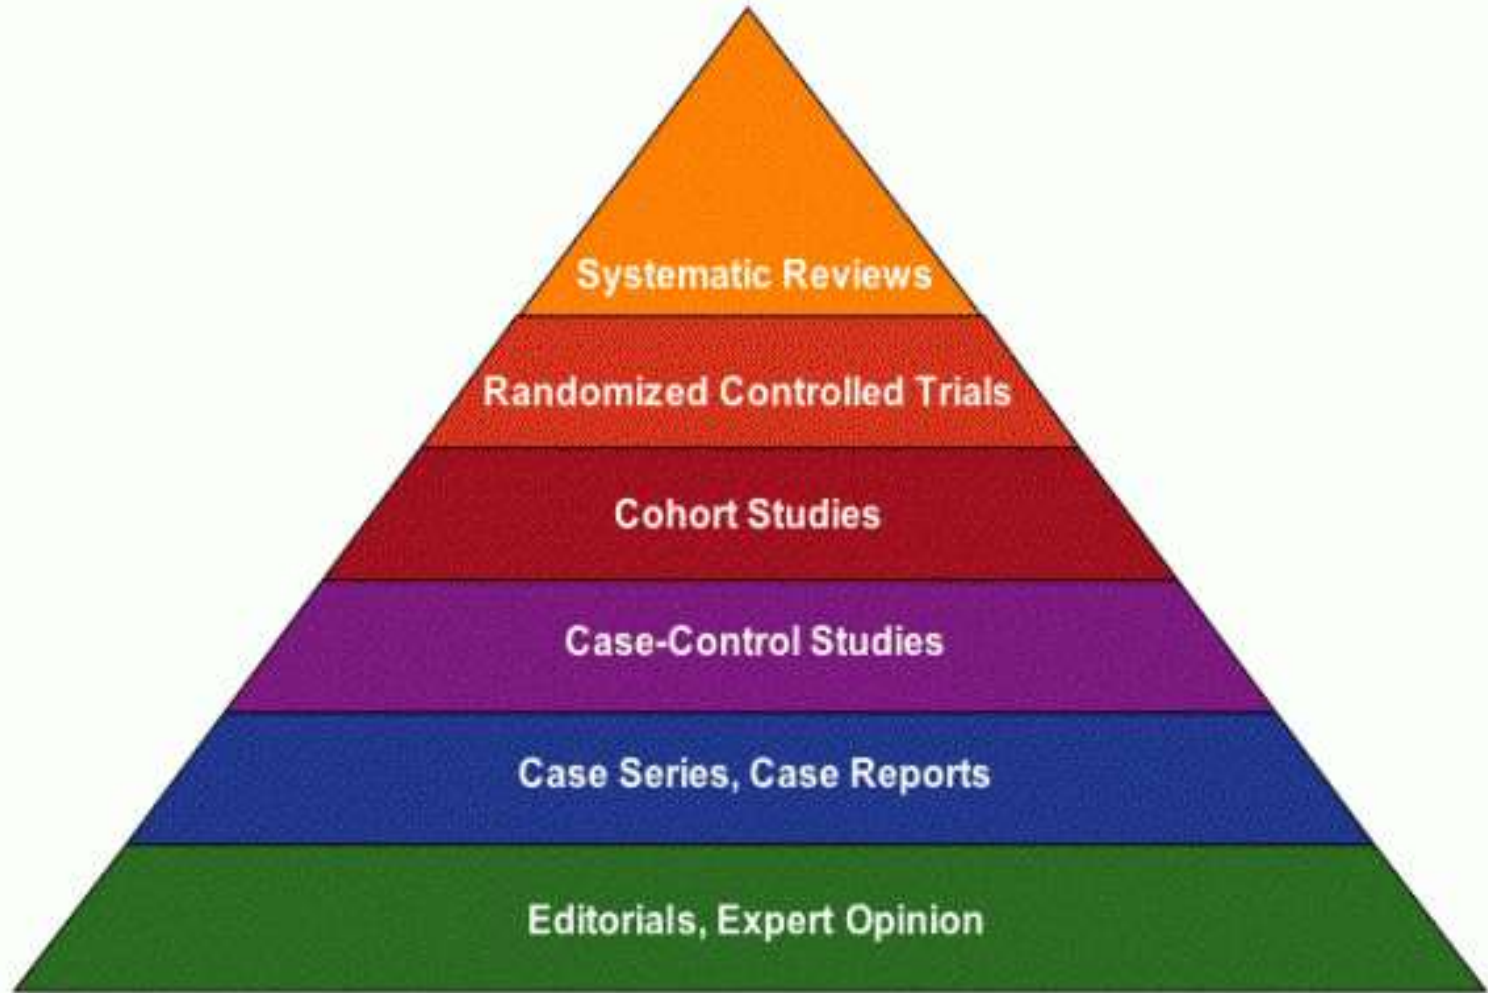 Systematic Reviews
Randomized Controlled Trials
Cohort Studies
Case-Control Studies
Case Series, Case Reports
Editorials, Expert Opinion